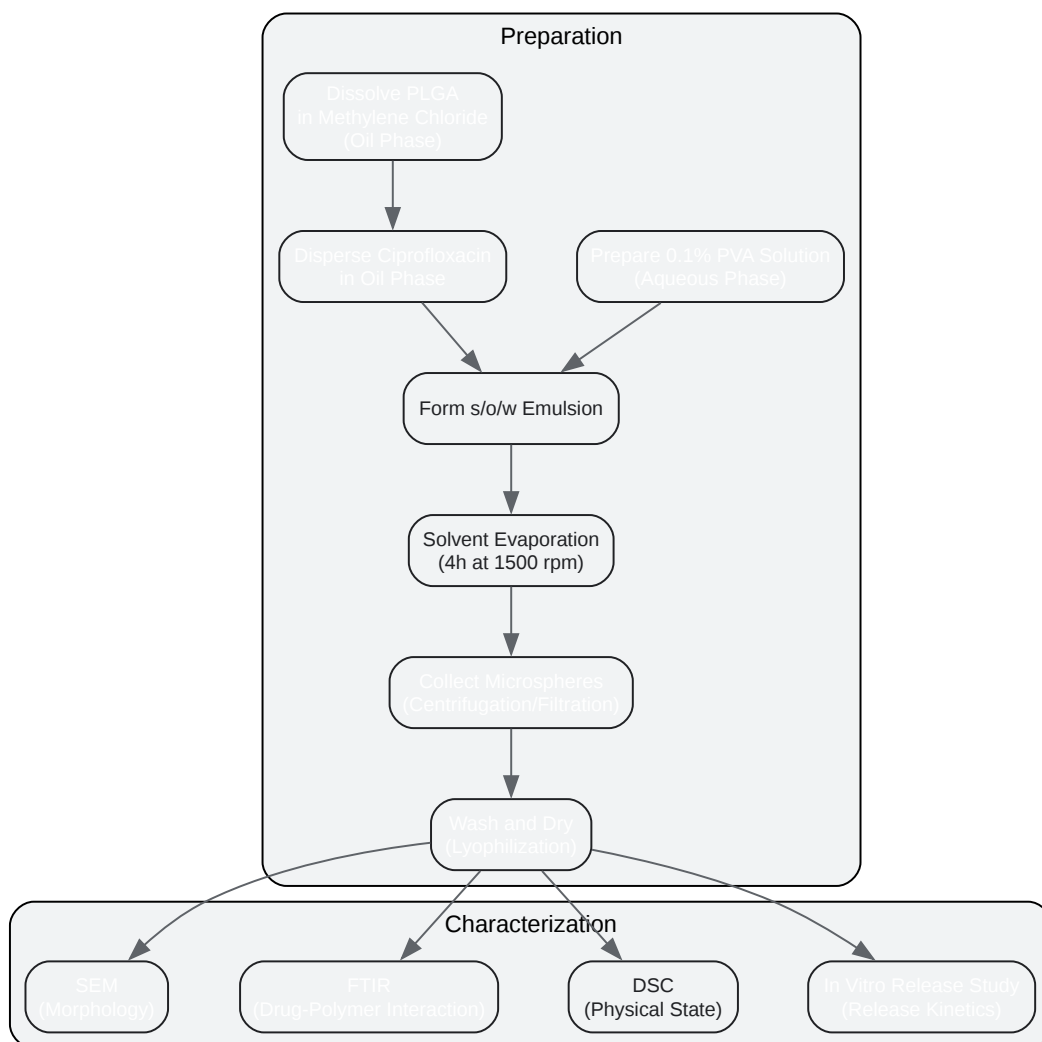 Preparation
Dissolve PLGA
in Methylene Chloride
(Oil Phase)
Disperse Ciprofloxacin
in Oil Phase
Prepare 0.1% PVA Solution
(Aqueous Phase)
Form s/o/w Emulsion
Solvent Evaporation
(4h at 1500 rpm)
Collect Microspheres
(Centrifugation/Filtration)
Wash and Dry
(Lyophilization)
Characterization
SEM
(Morphology)
FTIR
(Drug-Polymer Interaction)
DSC
(Physical State)
In Vitro Release Study
(Release Kinetics)